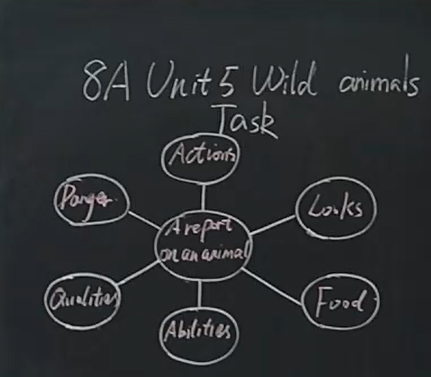 8A Unit 5 Wild animals
Task
Actions
Danger
Looks
A report
on an animal
Qualities
Food
Abilities